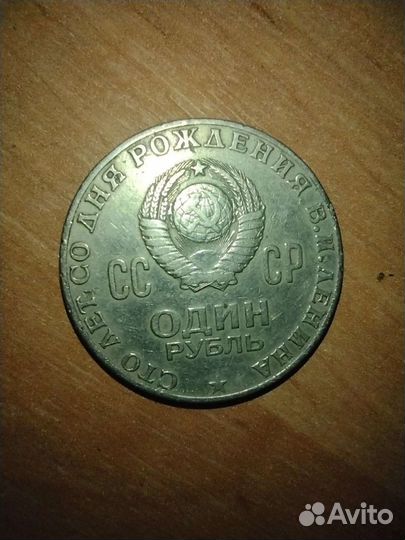 СТО ЛЕТ СО ДНЯ РОЖДЕНИЯ В.И.ЛЕНИНА
СС СР
ОДИН
РУБЛЬ
Avito